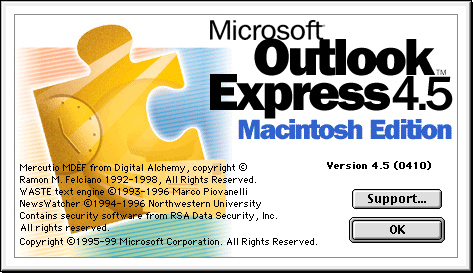 Microsoft
Outlook™
Express 4.5
Macintosh Edition
Mercutio MDEF from Digital Alchemy, copyright ©
Ramon M. Felciano 1992-1998, All Rights Reserved.
WASTE text engine ©1993-1996 Marco Piovanelli
NewsWatcher ©1994-1996 Northwestern University
Contains security software from RSA Data Security, Inc.
All rights reserved.
Copyright ©1995-99 Microsoft Corporation. All Rights Reserved.
Version 4.5 (0410)
Support...
OK